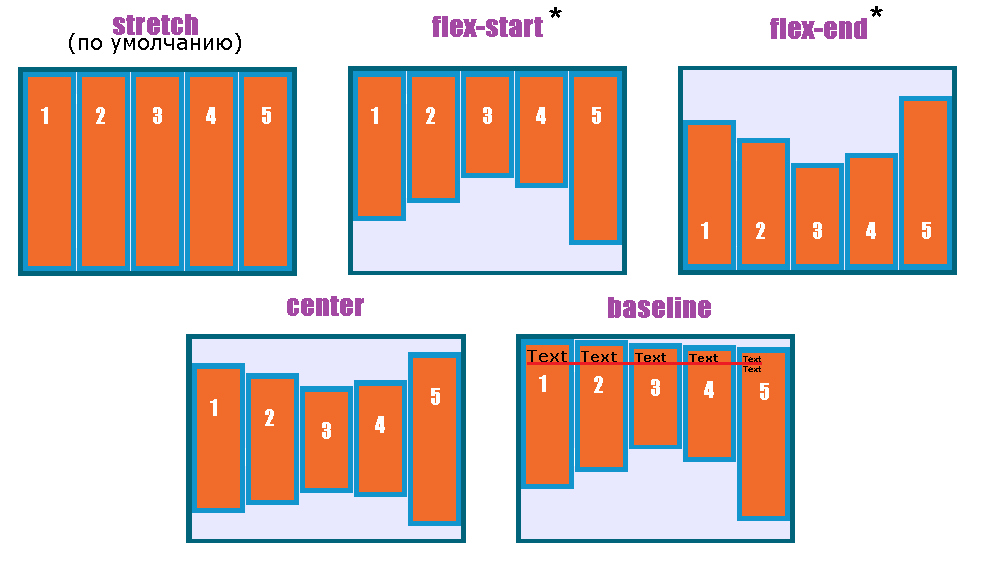 stretch
(по умолчанию)
1 2 3 4 5
flex-start*
1 2 3 4 5
flex-end*
1 2 3 4 5
center
1 2 3 4 5
baseline
Text Text Text Text Text
Text
1 2 3 4 5